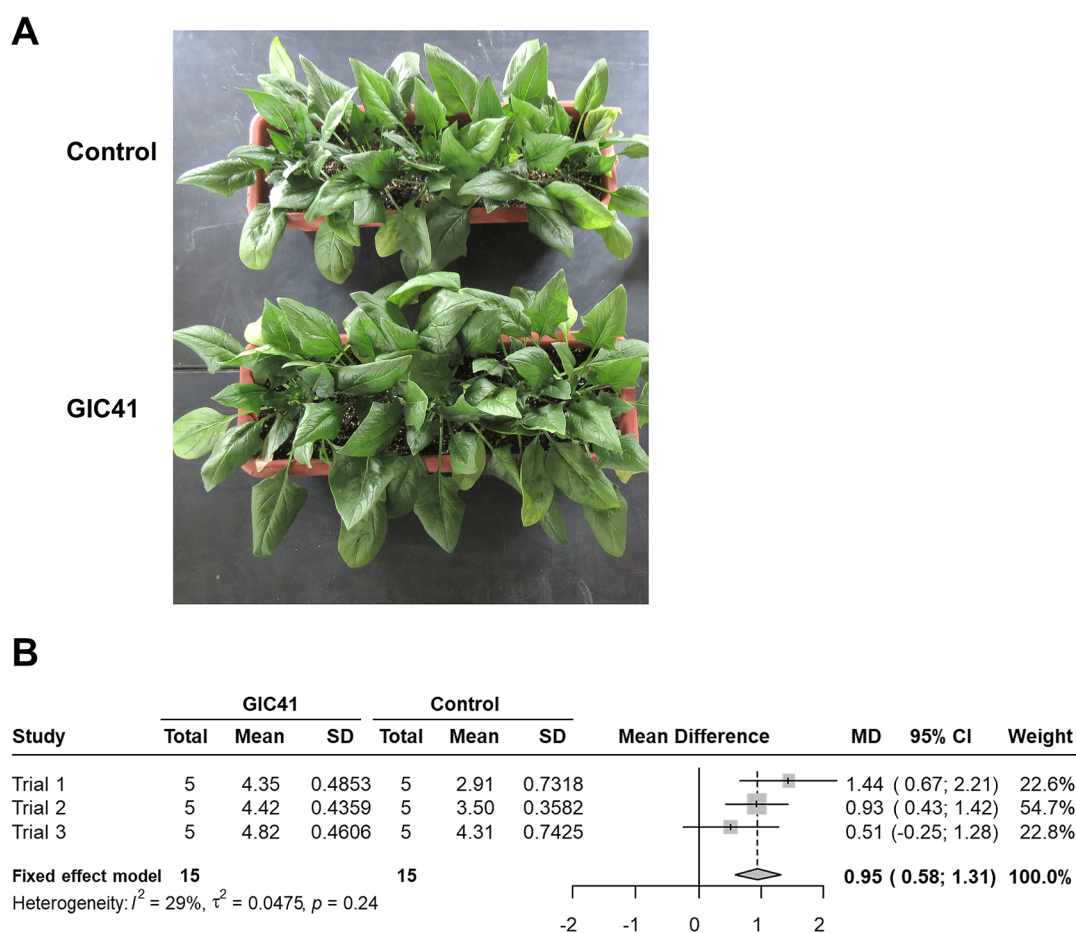 A
Control
GIC41
B
GIC41 Control
Study Total Mean SD Total Mean SD Mean Difference MD 95% CI Weight
Trial 1 5 4.35 0.4853 5 2.91 0.7318 1.44 ( 0.67; 2.21) 22.6%
Trial 2 5 4.42 0.4359 5 3.50 0.3582 0.93 ( 0.43; 1.42) 54.7%
Trial 3 5 4.82 0.4606 5 4.31 0.7425 0.51 (-0.25; 1.28) 22.8%
Fixed effect model 15 15 0.95 ( 0.58; 1.31) 100.0%
Heterogeneity: I² = 29%, τ² = 0.0475, p = 0.24
-2 -1 0 1 2